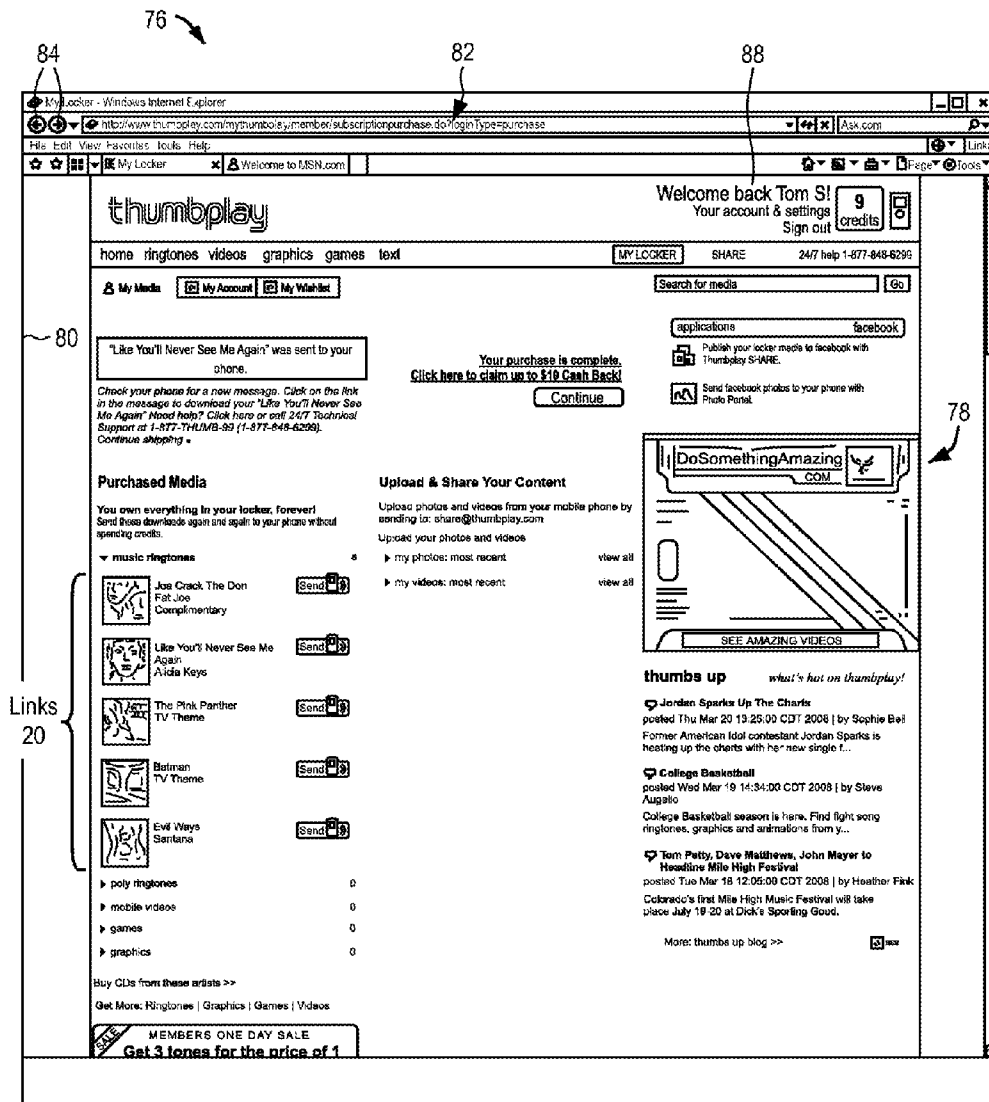 76
84
82
88
My Locker - Windows Internet Explorer
http://www.thumbplay.com/mythumbplay/member/subscriptionpurchase.do?loginType=purchase
Ask.com
File Edit View Favorites Tools Help
Links
My Locker
Welcome to MSN.com
Page
Tools
thumbplay
Welcome back Tom S!
Your account & settings
Sign out
9
credits
home ringtones videos graphics games text
MY LOCKER
SHARE
24/7 help 1-877-848-6299
My Media
My Account
My Wishlist
Search for media
Go
80
"Like You'll Never See Me Again" was sent to your
phone.
Check your phone for a new message. Click on the link
in the message to download your "Like You'll Never See
Me Again" Need help? Click here or call 24/7 Technical
Support at 1-877-THUMB-99 (1-877-848-6299).
Continue shipping
Your purchase is complete.
Click here to claim up to $19 Cash Back!
Continue
applications
facebook
Publish your locker media to facebook with
Thumbplay SHARE.
Send facebook photos to your phone with
Photo Portal.
78
DoSomethingAmazing
.COM
SEE AMAZING VIDEOS
Purchased Media
You own everything in your locker, forever!
Send these downloads again and again to your phone without
spending credits.
music ringtones
Links
20
Joe Crack The Don
Fat Joe
Complimentary
Send
Like You'll Never See Me
Again
Alicia Keys
Send
The Pink Panther
TV Theme
Send
Batman
TV Theme
Send
Evil Ways
Santana
Send
poly ringtones 0
mobile videos 0
games 0
graphics 0
Buy CDs from these artists >>
Get More: Ringtones | Graphics | Games | Videos
SALE
MEMBERS ONE DAY SALE
Get 3 tones for the price of 1
Upload & Share Your Content
Upload photos and videos from your mobile phone by
sending to: share@thumbplay.com
Upload your photos and videos
my photos: most recent view all
my videos: most recent view all
thumbs up what's hot on thumbplay!
Jordan Sparks Up The Charts
posted Thu Mar 20 13:25:00 CDT 2008 | by Sophie Bell
Former American Idol contestant Jordan Sparks is
heating up the charts with her new single f...
College Basketball
posted Wed Mar 19 14:34:00 CDT 2008 | by Steve
Augello
College Basketball season is here. Find fight song
ringtones, graphics and animations from y...
Tom Petty, Dave Matthews, John Mayer to
Headline Mile High Festival
posted Tue Mar 18 12:05:00 CDT 2008 | by Heather Fink
Colorado's first Mile High Music Festival will take
place July 19-20 at Dick's Sporting Good.
More: thumbs up blog >>